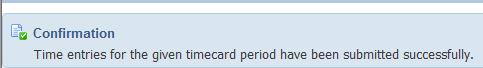 Confirmation
Time entries for the given timecard period have been submitted successfully.